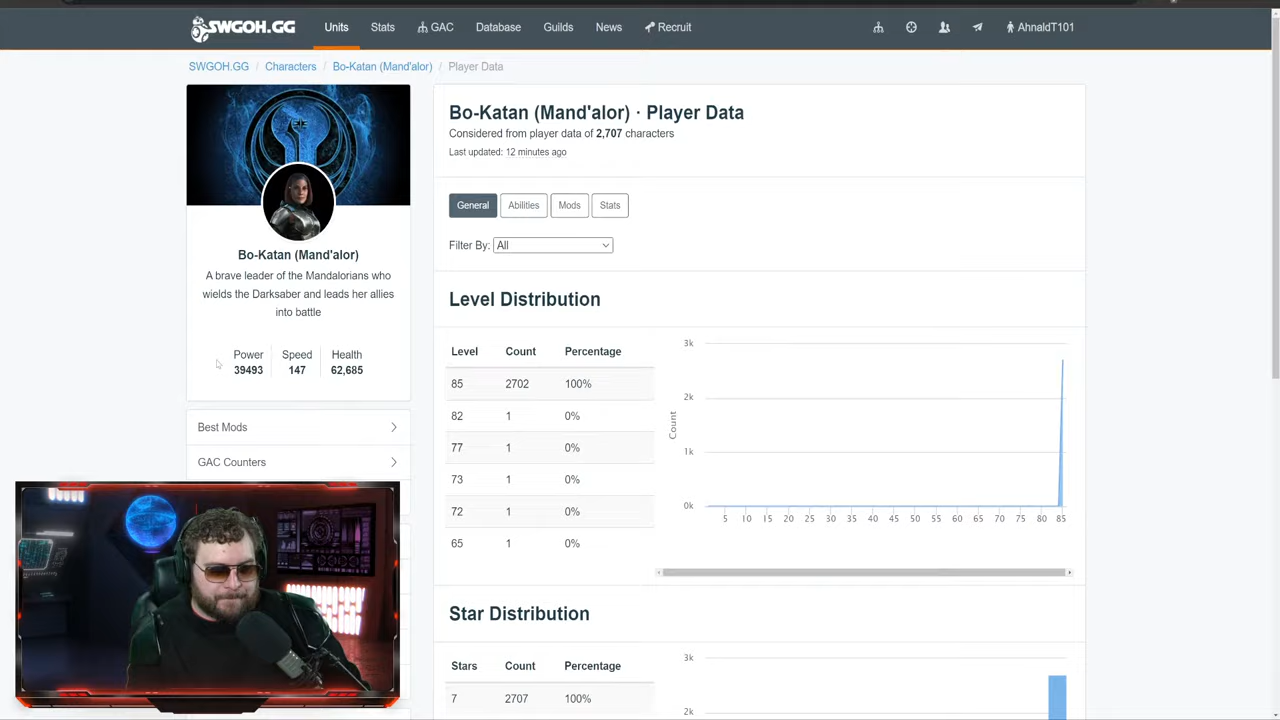 SWGOH.GG
Units
Stats
GAC
Database
Guilds
News
Recruit
AhnaldT101
SWGOH.GG / Characters / Bo-Katan (Mand'alor) / Player Data
Bo-Katan (Mand'alor)
A brave leader of the Mandalorians who
wields the Darksaber and leads her allies
into battle
Power Speed Health
39493 147 62,685
Best Mods
GAC Counters
Bo-Katan (Mand'alor) · Player Data
Considered from player data of 2,707 characters
Last updated: 12 minutes ago
General Abilities Mods Stats
Filter By: All
Level Distribution
Level Count Percentage
85 2702 100%
82 1 0%
77 1 0%
73 1 0%
72 1 0%
65 1 0%
3k
2k
1k
0k
Count
5 10 15 20 25 30 35 40 45 50 55 60 65 70 75 80 85
Star Distribution
Stars Count Percentage
7 2707 100%
3k
2k